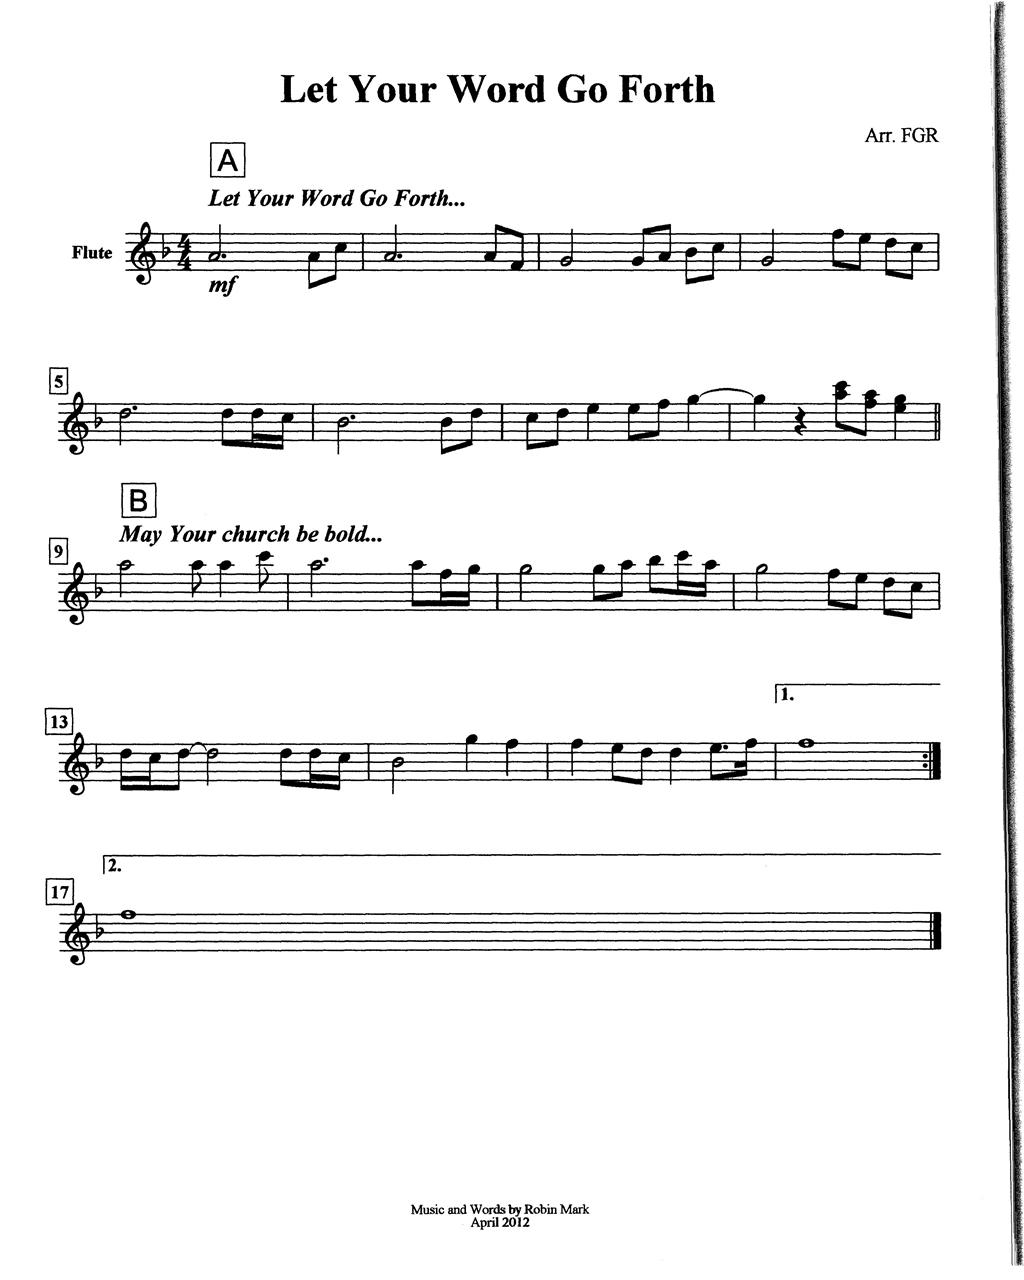 Let Your Word Go Forth
Arr. FGR
A
Let Your Word Go Forth...
Flute
4
4
mf
5
B
May Your church be bold...
9
13
1.
2.
17
Music and Words by Robin Mark
April 2012